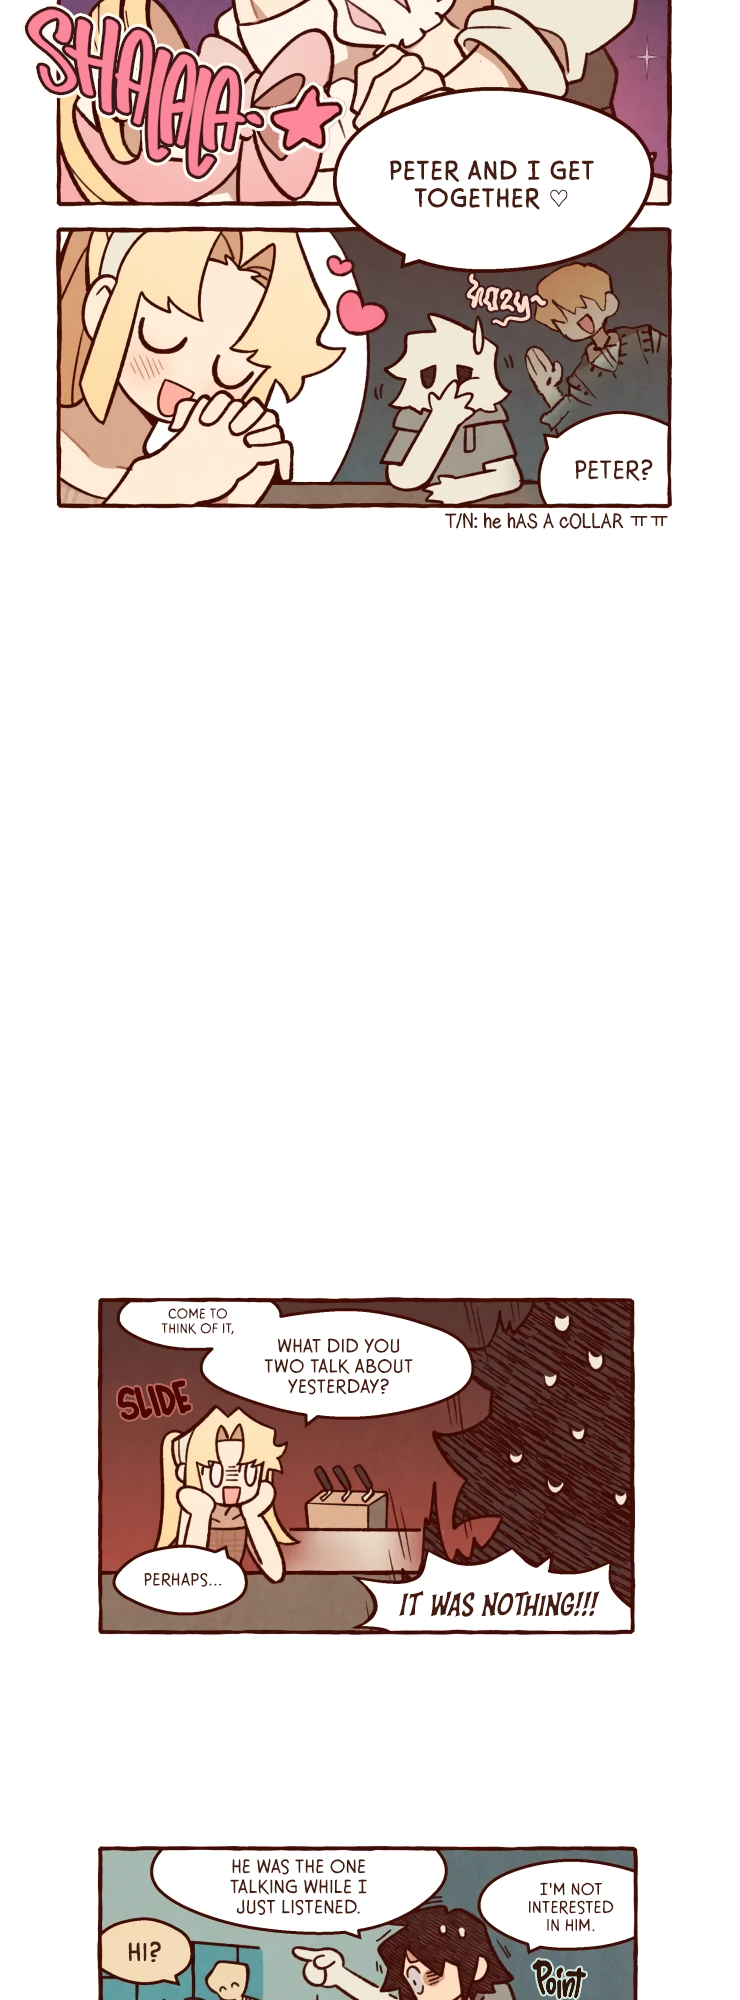 SHALALA~
PETER AND I GET
TOGETHER ♡
HAZY~
PETER?
T/N: he hAS A cOLLAR ㅠㅠ
COME TO
THINK OF IT,
WHAT DID YOU
TWO TALK ABOUT
YESTERDAY?
SLIDE
PERHAPS...
IT WAS NOTHING!!!
HE WAS THE ONE
TALKING WHILE I
JUST LISTENED.
I'M NOT
INTERESTED
IN HIM.
HI?
Point